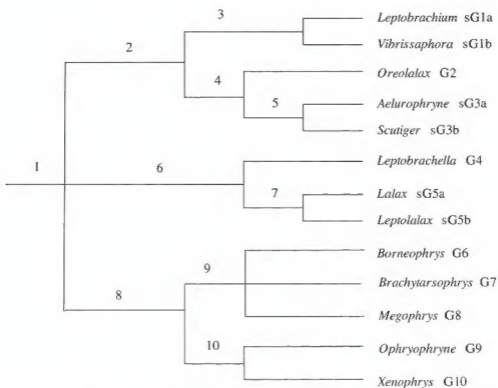 3
Leptobrachium sG1a
2
Vibrissaphora sG1b
4
Oreolalax G2
5
Aelurophryne sG3a
Scutiger sG3b
1
6
Leptobrachella G4
7
Lalax sG5a
Leptolalax sG5b
9
Borneophrys G6
8
Brachytarsophrys G7
Megophrys G8
10
Ophryophryne G9
Xenophrys G10